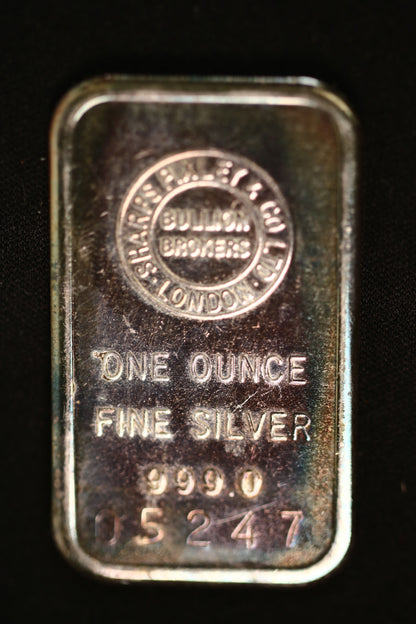 SHARPS PIXLEY & CO LTD
BULLION
BROKERS
LONDON
ONE OUNCE
FINE SILVER
999.0
05247